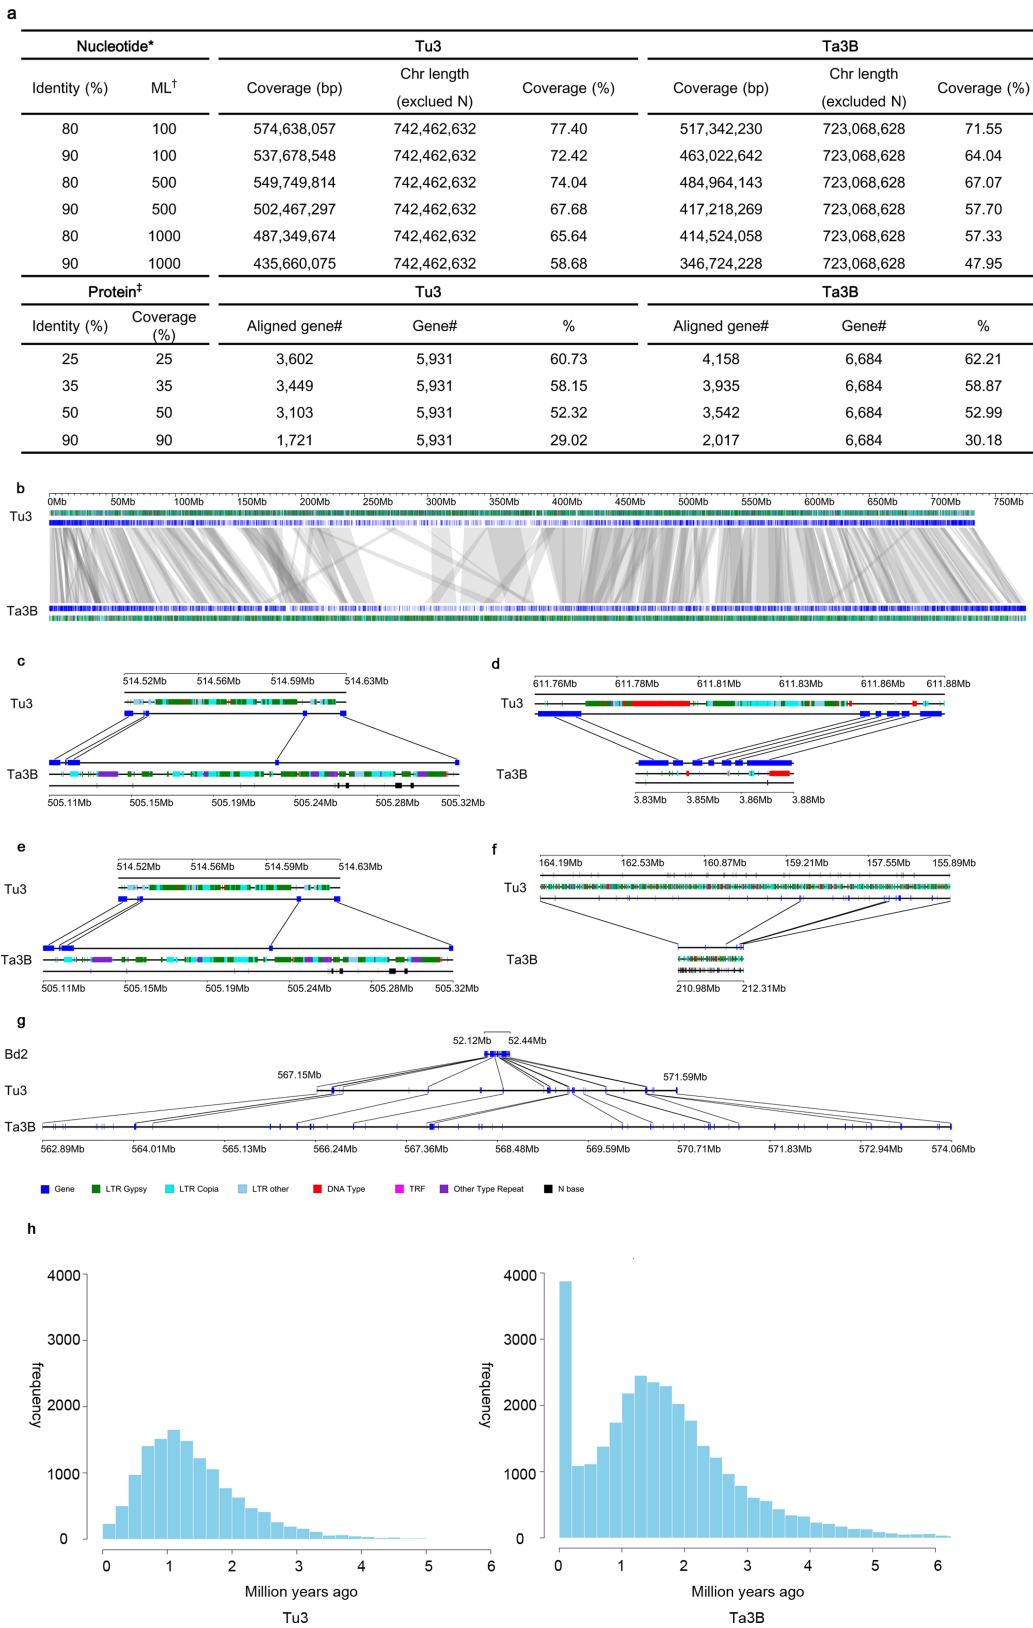 a
Nucleotide* Tu3 Ta3B
Identity (%) ML† Coverage (bp) Chr length (exclued N) Coverage (%) Coverage (bp) Chr length (excluded N) Coverage (%)
80 100 574,638,057 742,462,632 77.40 517,342,230 723,068,628 71.55
90 100 537,678,548 742,462,632 72.42 463,022,642 723,068,628 64.04
80 500 549,749,814 742,462,632 74.04 484,964,143 723,068,628 67.07
90 500 502,467,297 742,462,632 67.68 417,218,269 723,068,628 57.70
80 1000 487,349,674 742,462,632 65.64 414,524,058 723,068,628 57.33
90 1000 435,660,075 742,462,632 58.68 346,724,228 723,068,628 47.95
Protein‡ Tu3 Ta3B
Identity (%) Coverage (%) Aligned gene# Gene# % Aligned gene# Gene# %
25 25 3,602 5,931 60.73 4,158 6,684 62.21
35 35 3,449 5,931 58.15 3,935 6,684 58.87
50 50 3,103 5,931 52.32 3,542 6,684 52.99
90 90 1,721 5,931 29.02 2,017 6,684 30.18
b
0Mb 50Mb 100Mb 150Mb 200Mb 250Mb 300Mb 350Mb 400Mb 450Mb 500Mb 550Mb 600Mb 650Mb 700Mb 750Mb
Tu3
Ta3B
c
514.52Mb 514.56Mb 514.59Mb 514.63Mb
Tu3
Ta3B
505.11Mb 505.15Mb 505.19Mb 505.24Mb 505.28Mb 505.32Mb
d
611.76Mb 611.78Mb 611.81Mb 611.83Mb 611.86Mb 611.88Mb
Tu3
Ta3B
3.83Mb 3.85Mb 3.86Mb 3.88Mb
e
514.52Mb 514.56Mb 514.59Mb 514.63Mb
Tu3
Ta3B
505.11Mb 505.15Mb 505.19Mb 505.24Mb 505.28Mb 505.32Mb
f
164.19Mb 162.53Mb 160.87Mb 159.21Mb 157.55Mb 155.89Mb
Tu3
Ta3B
210.98Mb 212.31Mb
g
52.12Mb 52.44Mb
Bd2
567.15Mb 571.59Mb
Tu3
Ta3B
562.89Mb 564.01Mb 565.13Mb 566.24Mb 567.36Mb 568.48Mb 569.59Mb 570.71Mb 571.83Mb 572.94Mb 574.06Mb
Gene LTR Gypsy LTR Copia LTR other DNA Type TRF Other Type Repeat N base
h
4000
3000
2000
1000
0
frequency
0 1 2 3 4 5 6
Million years ago
Tu3
4000
3000
2000
1000
0
frequency
0 1 2 3 4 5 6
Million years ago
Ta3B